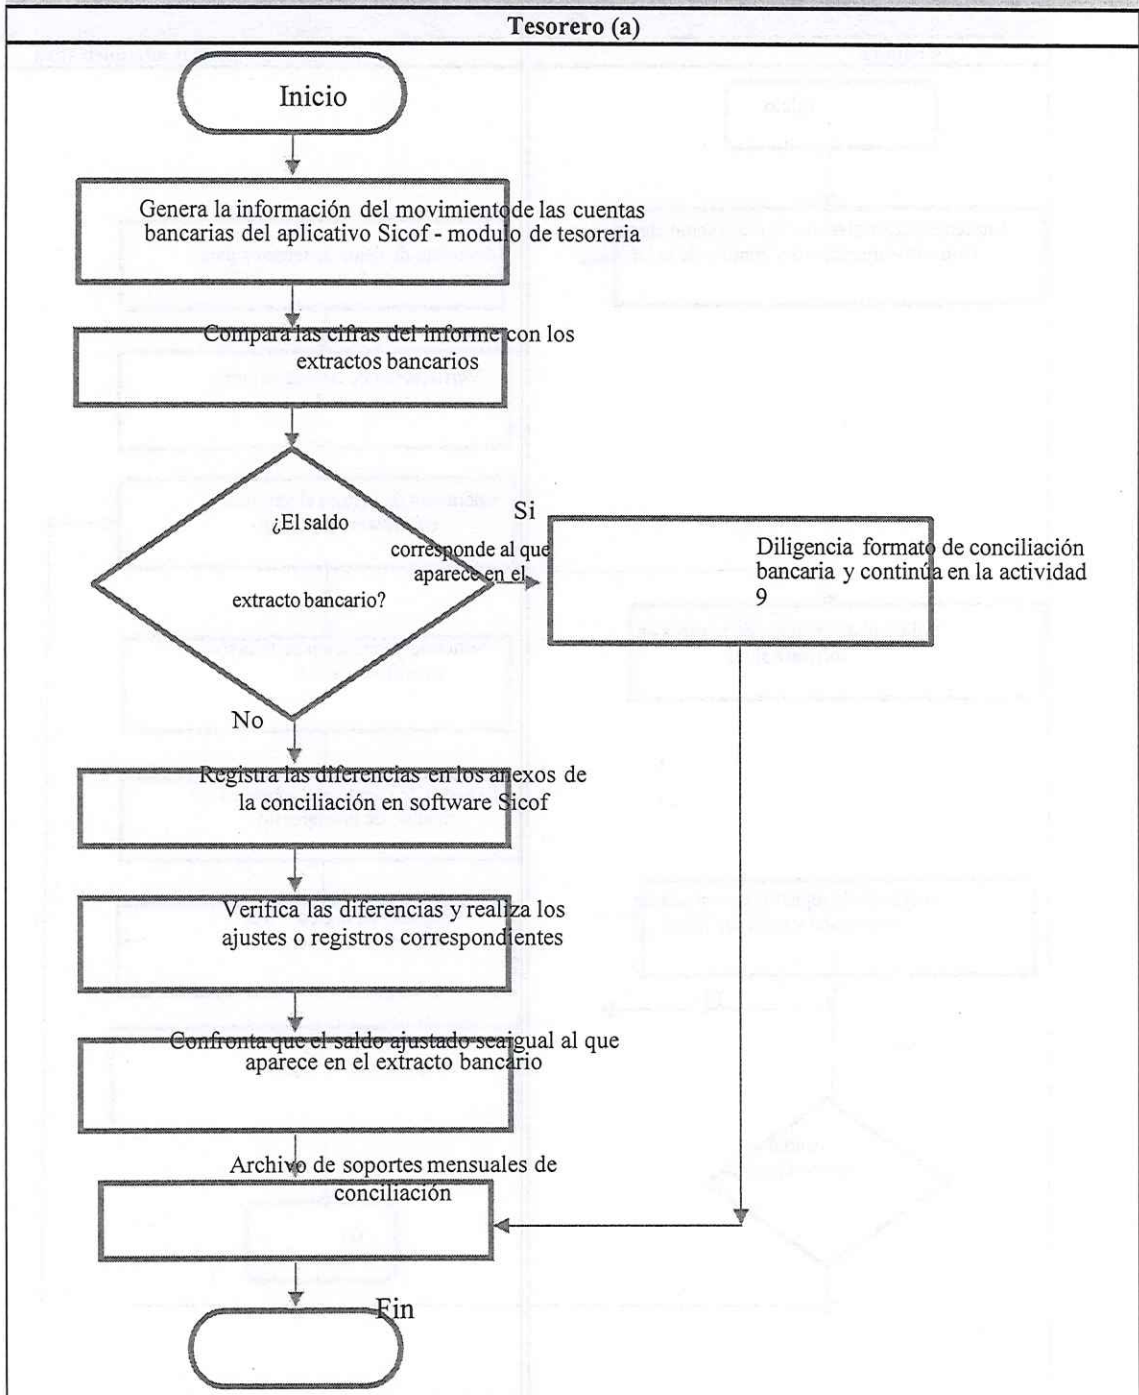 Tesorero (a)
Inicio
Genera la información del movimiento de las cuentas
bancarias del aplicativo Sicof - modulo de tesoreria
Compara las cifras del informe con los
extractos bancarios
¿El saldo
corresponde al que
aparece en el
extracto bancario?
Si
Diligencia formato de conciliación
bancaria y continúa en la actividad
9
No
Registra las diferencias en los anexos de
la conciliación en software Sicof
Verifica las diferencias y realiza los
ajustes o registros correspondientes
Confronta que el saldo ajustado sea igual al que
aparece en el extracto bancario
Archivo de soportes mensuales de
conciliación
Fin